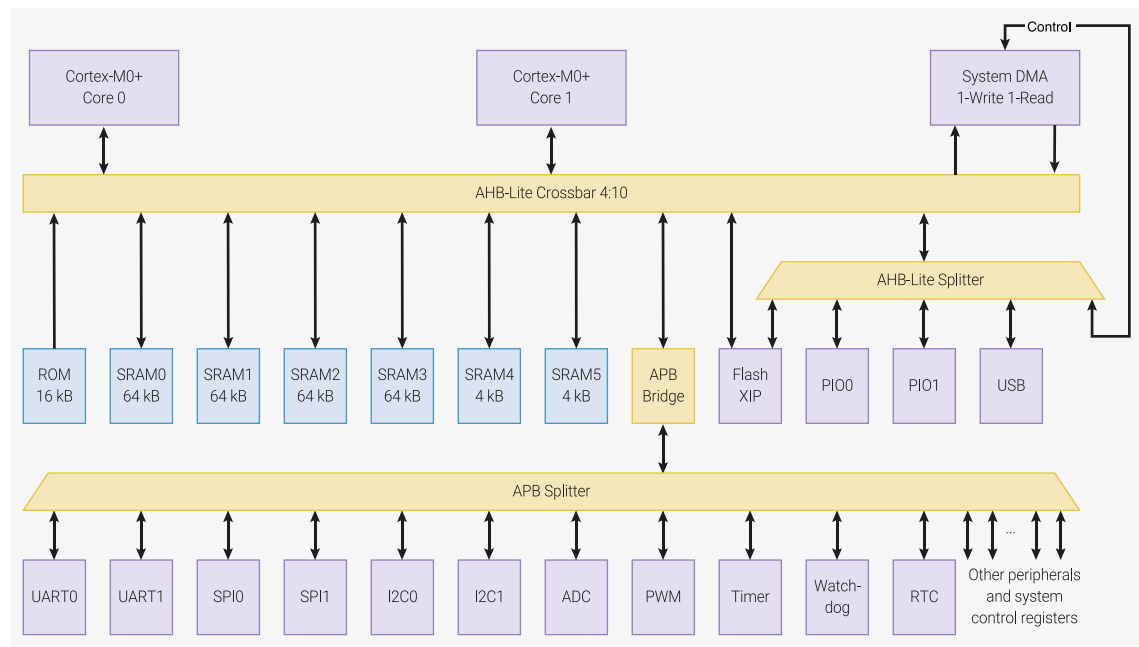 Control
Cortex-M0+
Core 0
Cortex-M0+
Core 1
System DMA
1-Write 1-Read
AHB-Lite Crossbar 4:10
AHB-Lite Splitter
ROM
16 kB
SRAM0
64 kB
SRAM1
64 kB
SRAM2
64 kB
SRAM3
64 kB
SRAM4
4 kB
SRAM5
4 kB
APB
Bridge
Flash
XIP
PIO0
PIO1
USB
APB Splitter
...
UART0
UART1
SPI0
SPI1
I2C0
I2C1
ADC
PWM
Timer
Watch-
dog
RTC
Other peripherals
and system
control registers